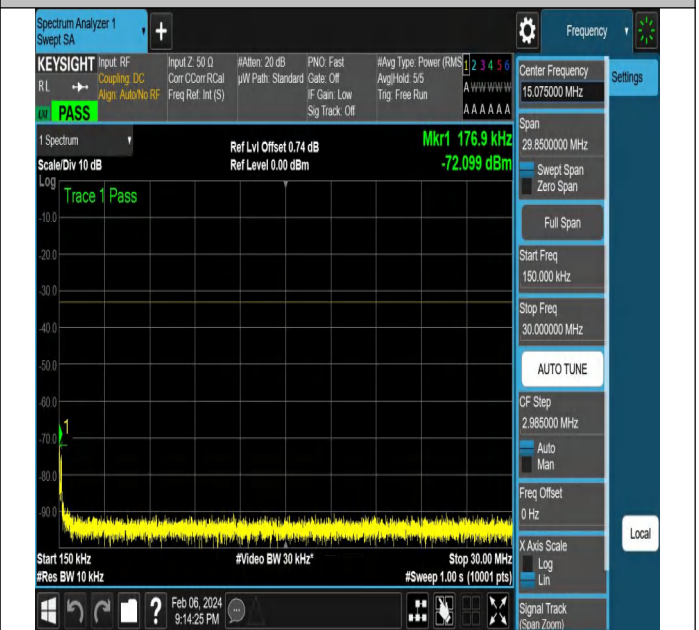 Spectrum Analyzer 1
Swept SA
Frequency
KEYSIGHT Input: RF Input Z: 50 Ω #Atten: 20 dB PNO: Fast #Avg Type: Power (RMS 1 2 3 4 5 6
RL Coupling: DC Corr CCorr RCal µW Path: Standard Gate: Off Avg|Hold: 5/5 A W W W W W
Align: Auto/No RF Freq Ref: Int (S) IF Gain: Low Trig: Free Run
Sig Track: Off A A A A A A
PASS
1 Spectrum
Scale/Div 10 dB
Ref Lvl Offset 0.74 dB
Ref Level 0.00 dBm
Mkr1 176.9 kHz
-72.099 dBm
Log
Trace 1 Pass
-10.0
-20.0
-30.0
-40.0
-50.0
-60.0
1
-70.0
-80.0
-90.0
Start 150 kHz #Video BW 30 kHz* Stop 30.00 MHz
#Res BW 10 kHz #Sweep 1.00 s (10001 pts)
Feb 06, 2024
9:14:25 PM
Center Frequency
15.075000 MHz
Settings
Span
29.8500000 MHz
Swept Span
Zero Span
Full Span
Start Freq
150.000 kHz
Stop Freq
30.000000 MHz
AUTO TUNE
CF Step
2.985000 MHz
Auto
Man
Freq Offset
0 Hz
X Axis Scale
Log
Lin
Local
Signal Track
(Span Zoom)